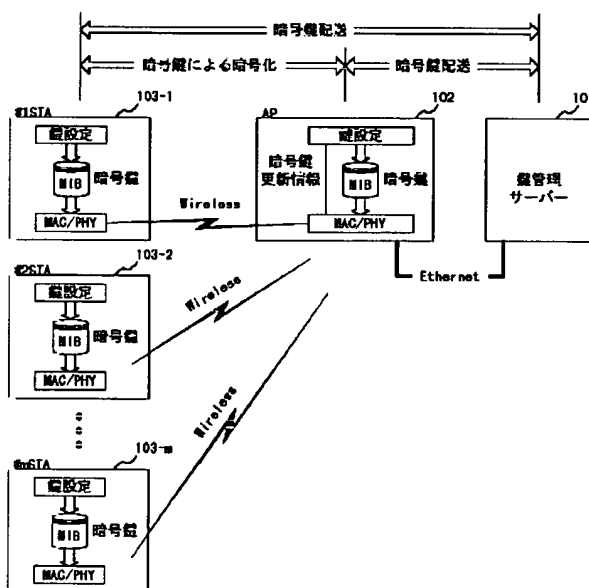 暗号鍵配送
暗号鍵による暗号化
暗号鍵配送
#1STA
103-1
鍵設定
MIB
暗号鍵
MAC/PHY
AP
102
鍵設定
暗号鍵
更新情報
MIB
暗号鍵
MAC/PHY
101
鍵管理
サーバー
Wireless
Ethernet
#2STA
103-2
鍵設定
MIB
暗号鍵
MAC/PHY
Wireless
#mSTA
103-m
鍵設定
MIB
暗号鍵
MAC/PHY
Wireless